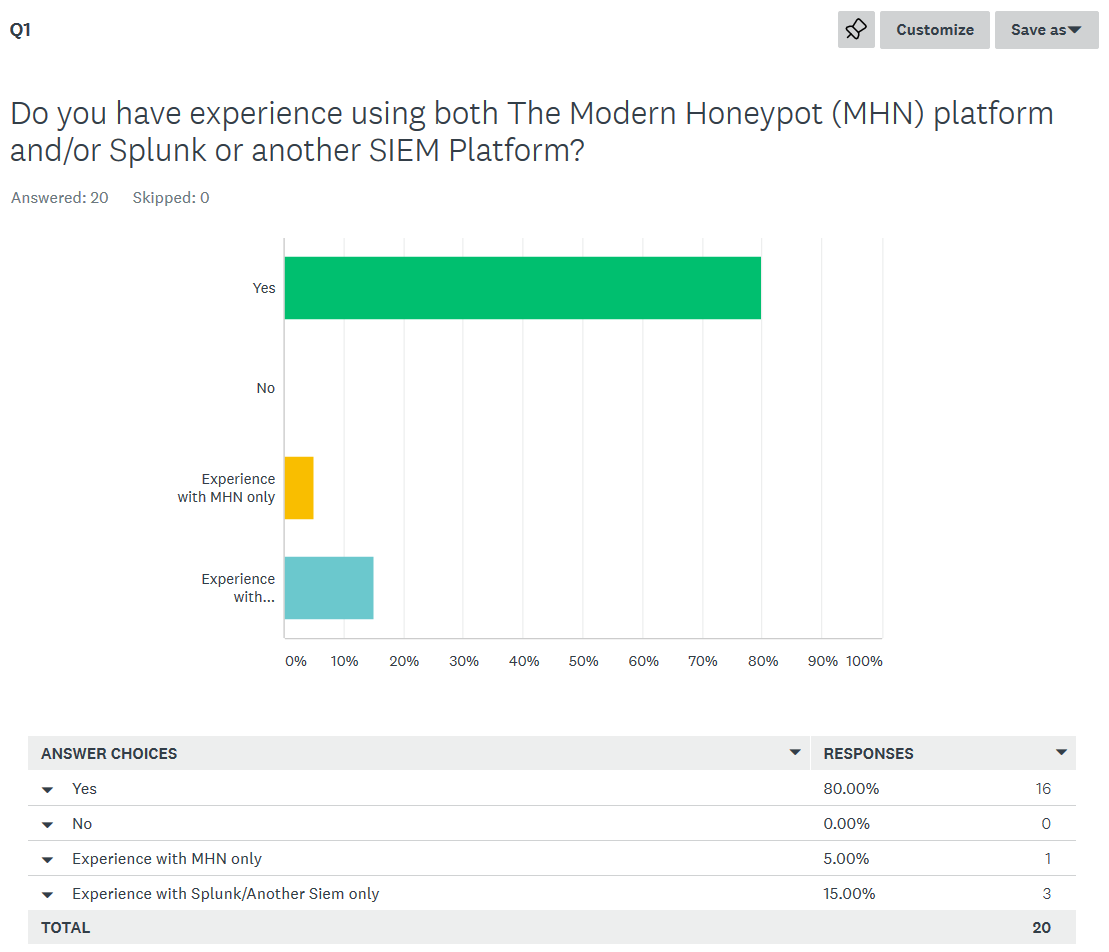 Q1
Customize
Save as
Do you have experience using both The Modern Honeypot (MHN) platform
and/or Splunk or another SIEM Platform?
Answered: 20 Skipped: 0
Yes
No
Experience
with MHN only
Experience
with...
0% 10% 20% 30% 40% 50% 60% 70% 80% 90% 100%
ANSWER CHOICES RESPONSES
Yes 80.00% 16
No 0.00% 0
Experience with MHN only 5.00% 1
Experience with Splunk/Another Siem only 15.00% 3
TOTAL 20